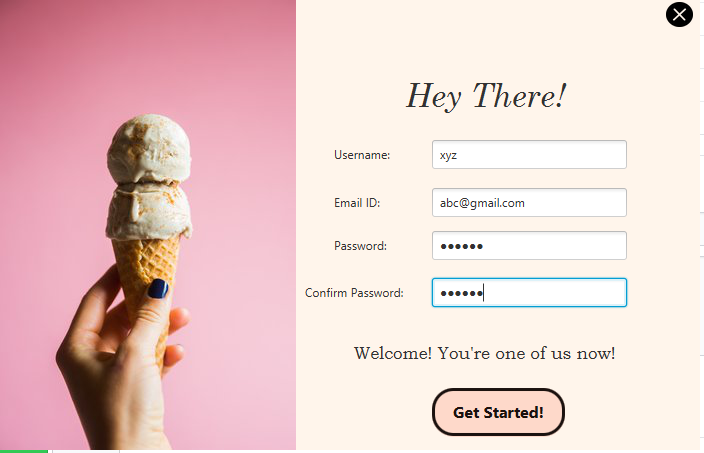 Hey There!
Username: xyz
Email ID: abc@gmail.com
Password: ●●●●●●
Confirm Password: ●●●●●●
Welcome! You're one of us now!
Get Started!